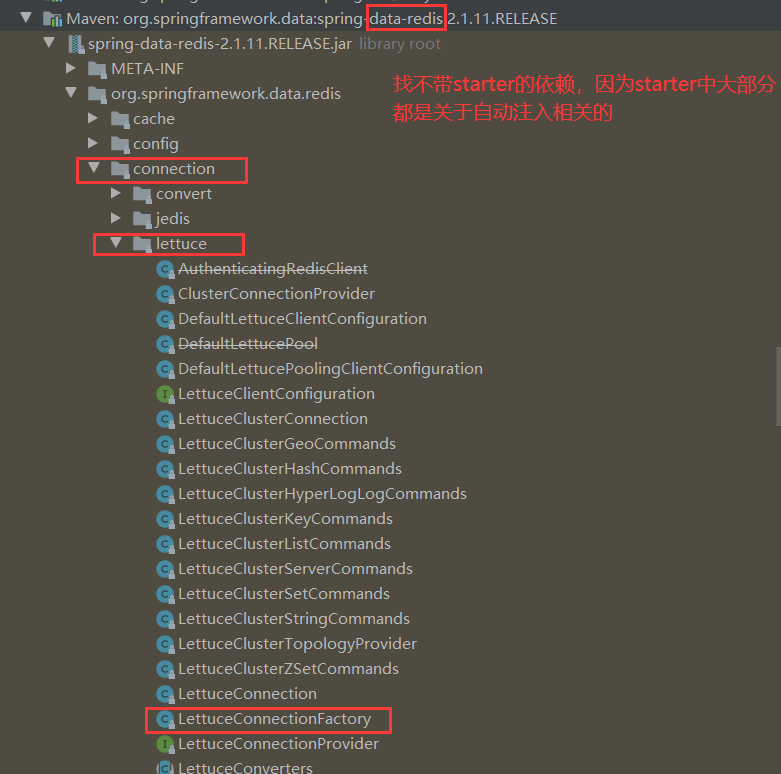 Maven: org.springframework.data:spring-data-redis-2.1.11.RELEASE
spring-data-redis-2.1.11.RELEASE.jar library root
META-INF
org.springframework.data.redis
找不带starter的依赖，因为starter中大部分
都是关于自动注入相关的
cache
config
connection
convert
jedis
lettuce
AuthenticatingRedisClient
ClusterConnectionProvider
DefaultLettuceClientConfiguration
DefaultLettucePool
DefaultLettucePoolingClientConfiguration
LettuceClientConfiguration
LettuceClusterConnection
LettuceClusterGeoCommands
LettuceClusterHashCommands
LettuceClusterHyperLogLogCommands
LettuceClusterKeyCommands
LettuceClusterListCommands
LettuceClusterServerCommands
LettuceClusterSetCommands
LettuceClusterStringCommands
LettuceClusterTopologyProvider
LettuceClusterZSetCommands
LettuceConnection
LettuceConnectionFactory
LettuceConnectionProvider
LettuceConverters